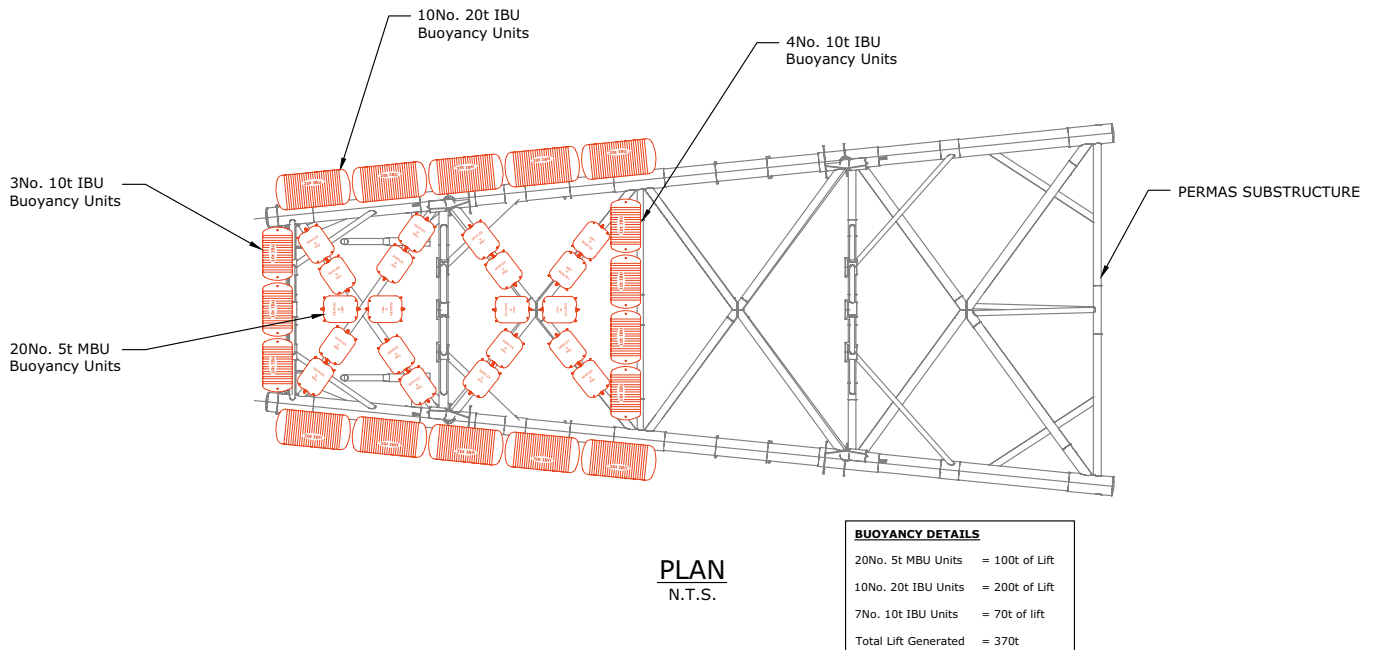 10No. 20t IBU
Buoyancy Units
4No. 10t IBU
Buoyancy Units
3No. 10t IBU
Buoyancy Units
PERMAS SUBSTRUCTURE
20No. 5t MBU
Buoyancy Units
PLAN
N.T.S.
BUOYANCY DETAILS
20No. 5t MBU Units = 100t of Lift
10No. 20t IBU Units = 200t of Lift
7No. 10t IBU Units = 70t of lift
Total Lift Generated = 370t